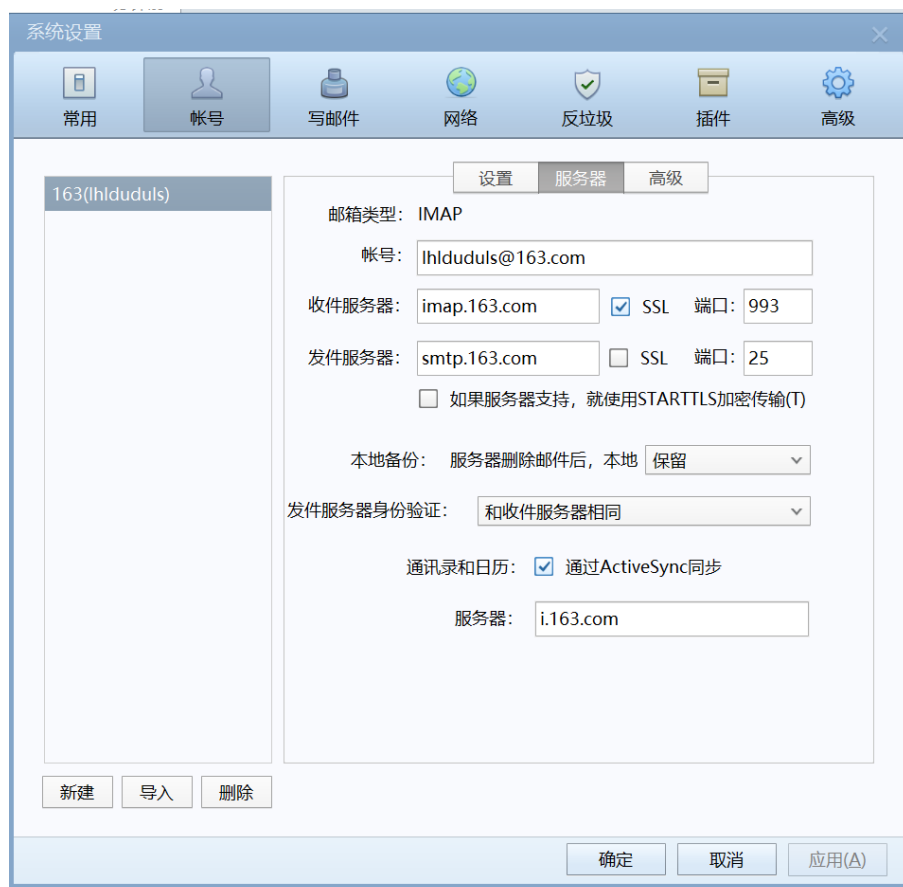 系统设置
常用 帐号 写邮件 网络 反垃圾 插件 高级
设置 服务器 高级
163(lhlduduls)
邮箱类型： IMAP
帐号： lhlduduls@163.com
收件服务器： imap.163.com SSL 端口： 993
发件服务器： smtp.163.com SSL 端口： 25
如果服务器支持，就使用STARTTLS加密传输(T)
本地备份： 服务器删除邮件后，本地 保留
发件服务器身份验证： 和收件服务器相同
通讯录和日历： 通过ActiveSync同步
服务器： i.163.com
新建 导入 删除
确定 取消 应用(A)